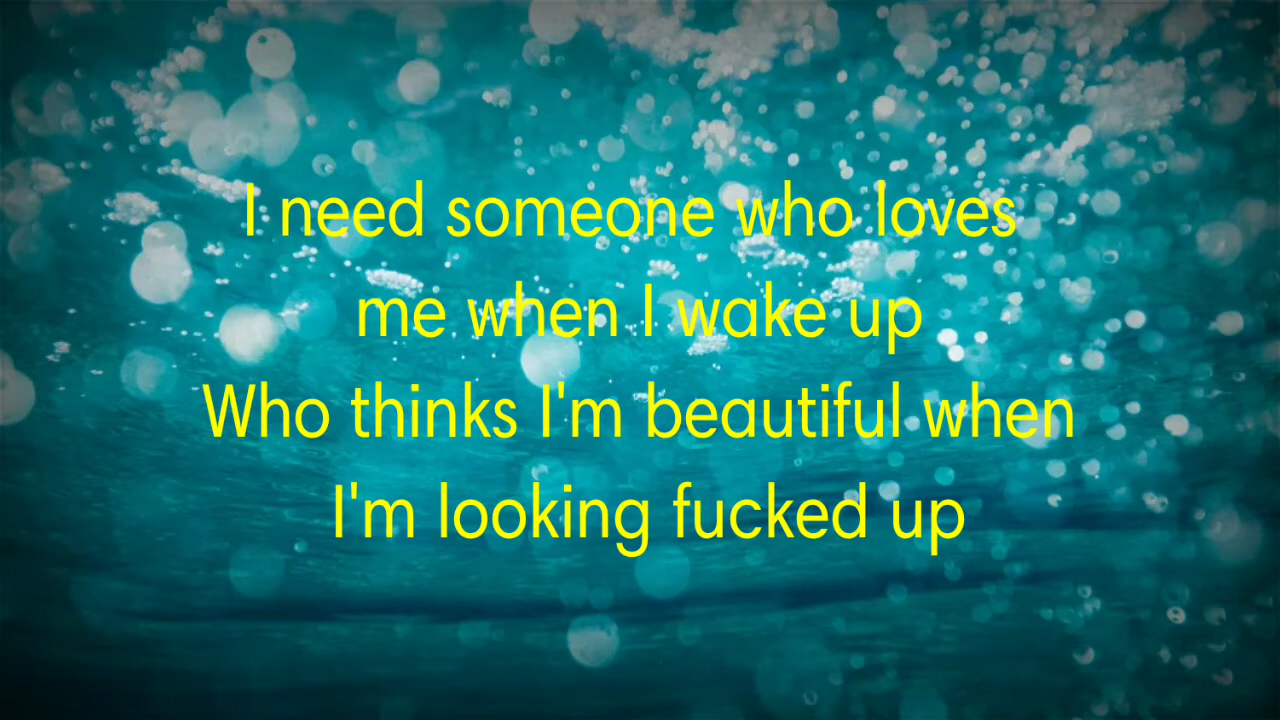 I need someone who loves
me when I wake up
Who thinks I'm beautiful when
I'm looking fucked up